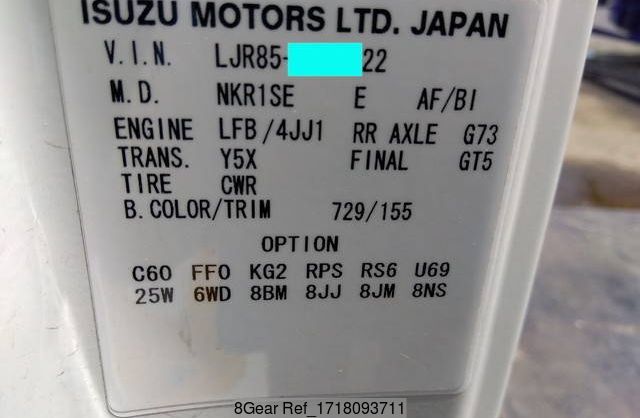 ISUZU MOTORS LTD. JAPAN
V.I.N. LJR85- 22
M.D. NKR1SE E AF/BI
ENGINE LFB/4JJ1 RR AXLE G73
TRANS. Y5X FINAL GT5
TIRE CWR
B.COLOR/TRIM 729/155
OPTION
C60 FFO KG2 RPS RS6 U69
25W 6WD 8BM 8JJ 8JM 8NS
8Gear Ref_1718093711